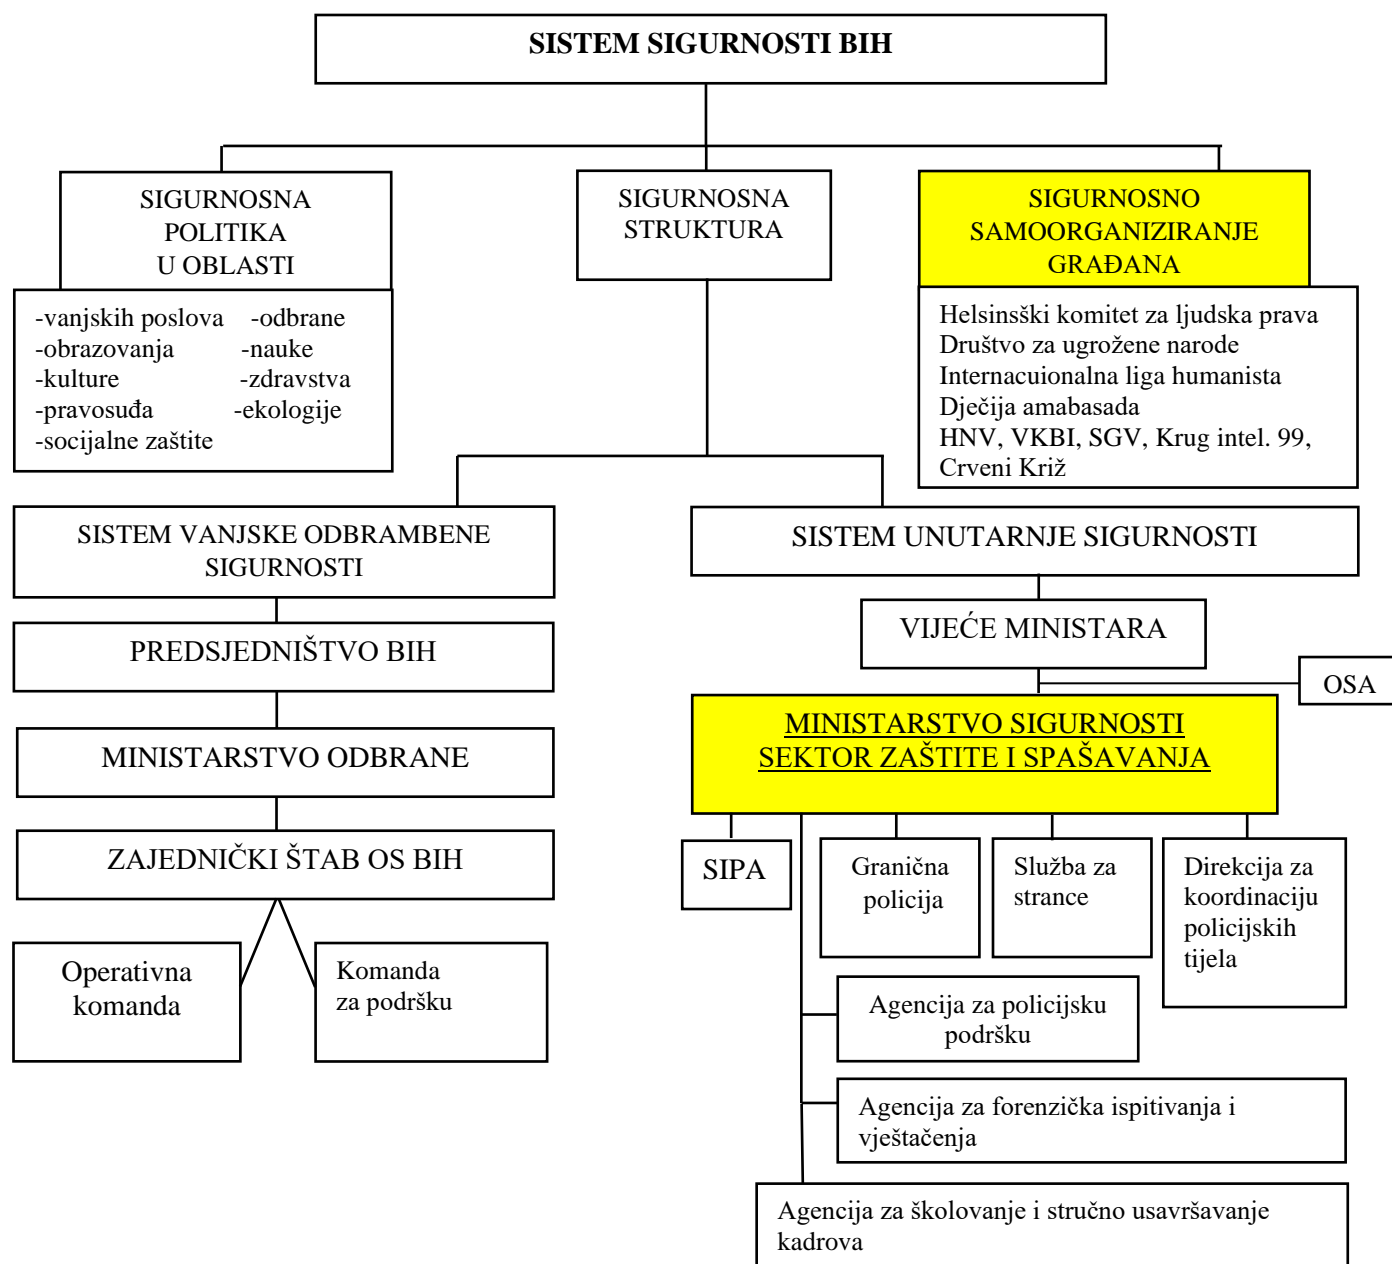 SISTEM SIGURNOSTI BIH
SIGURNOSNA
POLITIKA
U OBLASTI
-vanjskih poslova -odbrane
-obrazovanja -nauke
-kulture -zdravstva
-pravosuđa -ekologije
-socijalne zaštite
SIGURNOSNA
STRUKTURA
SIGURNOSNO
SAMOORGANIZIRANJE
GRAĐANA
Helsinsški komitet za ljudska prava
Društvo za ugrožene narode
Internacuionalna liga humanista
Dječija amabasada
HNV, VKBI, SGV, Krug intel. 99,
Crveni Križ
SISTEM VANJSKE ODBRAMBENE
SIGURNOSTI
PREDSJEDNIŠTVO BIH
MINISTARSTVO ODBRANE
ZAJEDNIČKI ŠTAB OS BIH
Operativna
komanda
Komanda
za podršku
SISTEM UNUTARNJE SIGURNOSTI
VIJEĆE MINISTARA
OSA
MINISTARSTVO SIGURNOSTI
SEKTOR ZAŠTITE I SPAŠAVANJA
SIPA
Granična
policija
Služba za
strance
Direkcija za
koordinaciju
policijskih
tijela
Agencija za policijsku
podršku
Agencija za forenzička ispitivanja i
vještačenja
Agencija za školovanje i stručno usavršavanje
kadrova